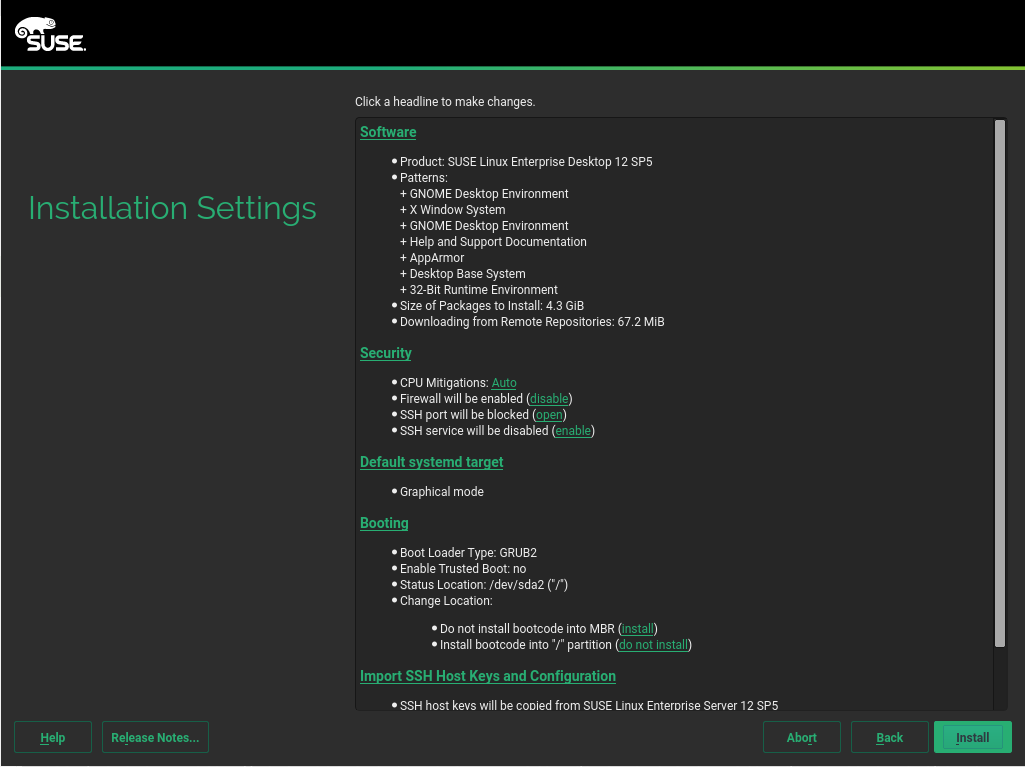 SUSE.
Click a headline to make changes.
Installation Settings
Software
• Product: SUSE Linux Enterprise Desktop 12 SP5
• Patterns:
+ GNOME Desktop Environment
+ X Window System
+ GNOME Desktop Environment
+ Help and Support Documentation
+ AppArmor
+ Desktop Base System
+ 32-Bit Runtime Environment
• Size of Packages to Install: 4.3 GiB
• Downloading from Remote Repositories: 67.2 MiB
Security
• CPU Mitigations: Auto
• Firewall will be enabled (disable)
• SSH port will be blocked (open)
• SSH service will be disabled (enable)
Default systemd target
• Graphical mode
Booting
• Boot Loader Type: GRUB2
• Enable Trusted Boot: no
• Status Location: /dev/sda2 ("/")
• Change Location:
• Do not install bootcode into MBR (install)
• Install bootcode into "/" partition (do not install)
Import SSH Host Keys and Configuration
• SSH host keys will be copied from SUSE Linux Enterprise Server 12 SP5
Help
Release Notes...
Abort
Back
Install